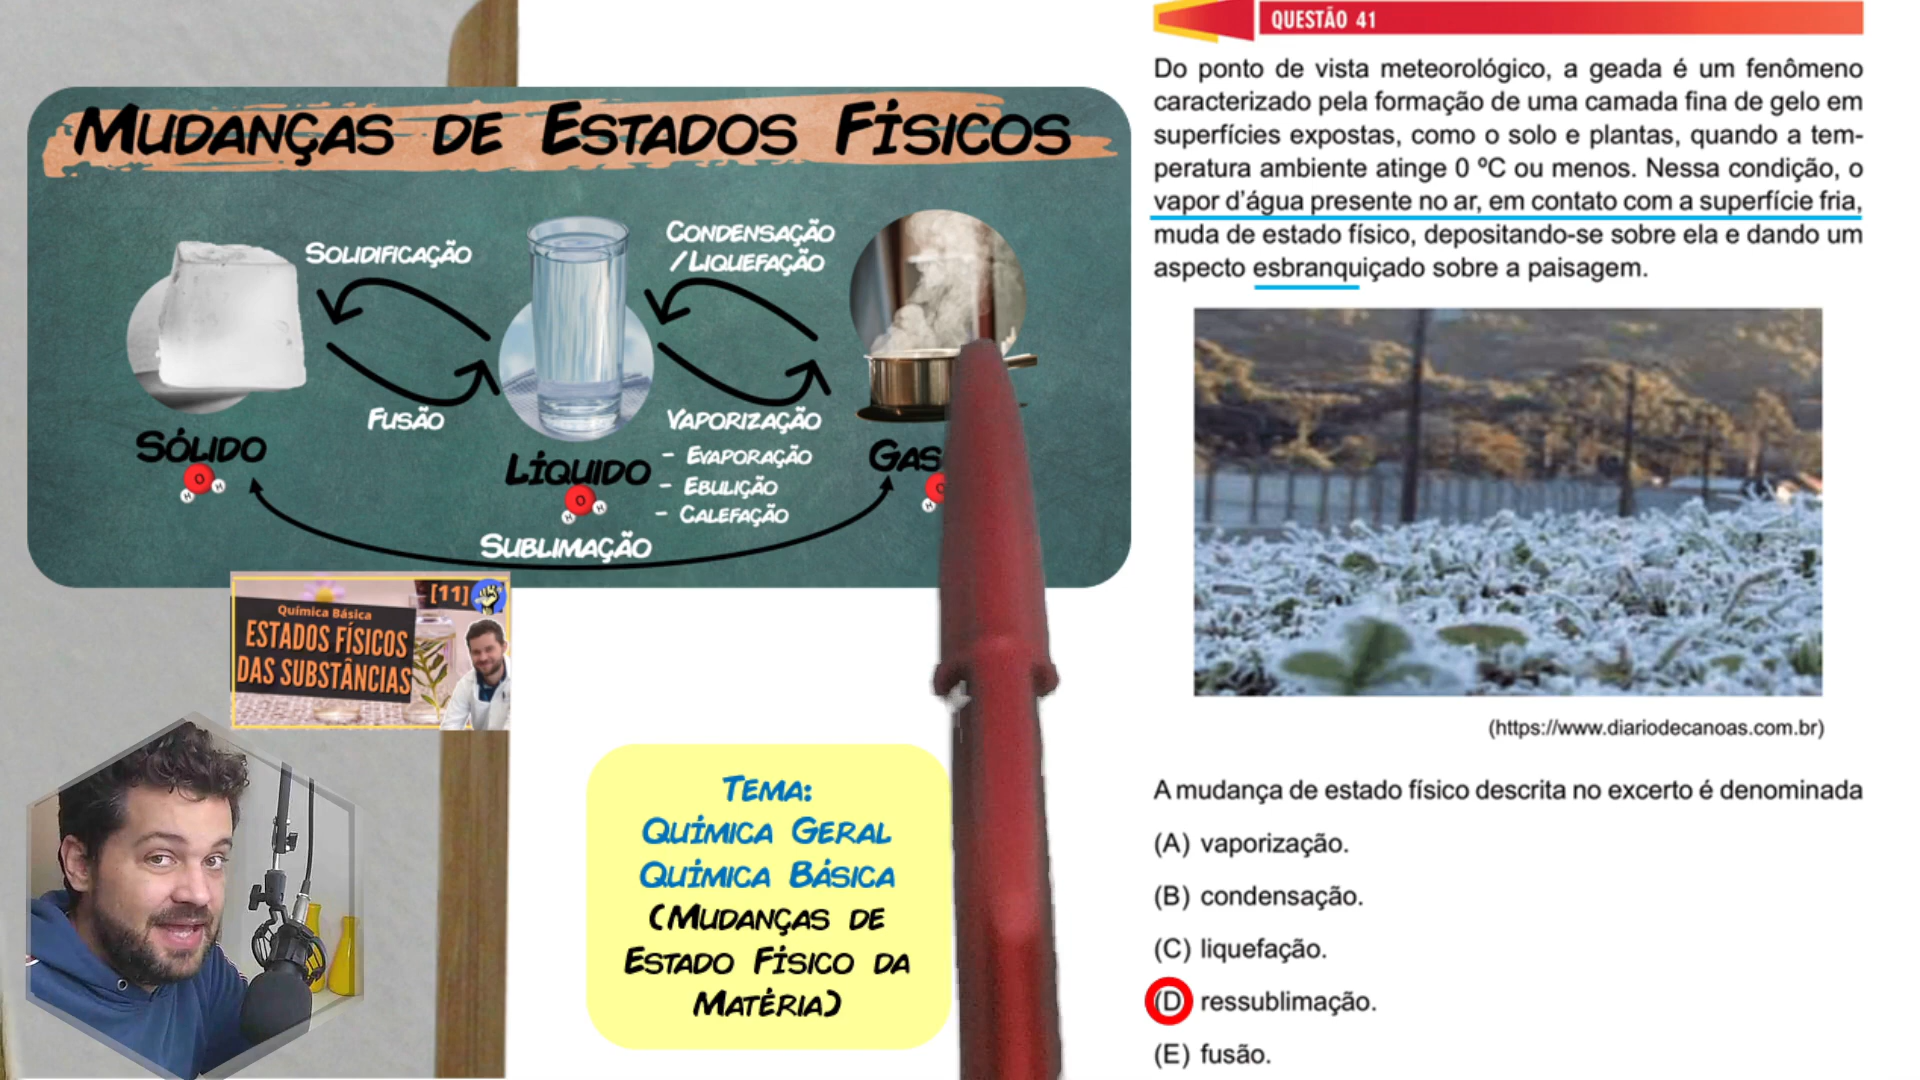 MUDANÇAS DE ESTADOS FÍSICOS
SOLIDIFICAÇÃO
CONDENSAÇÃO
/LIQUEFAÇÃO
FUSÃO
VAPORIZAÇÃO
- EVAPORAÇÃO
- EBULIÇÃO
- CALEFAÇÃO
SÓLIDO
LÍQUIDO
GAS
O
H
H
O
H
H
H
SUBLIMAÇÃO
[11]
Química Básica
ESTADOS FÍSICOS
DAS SUBSTÂNCIAS
TEMA:
QUÍMICA GERAL
QUÍMICA BÁSICA
(MUDANÇAS DE
ESTADO FÍSICO DA
MATÉRIA)
QUESTÃO 41
Do ponto de vista meteorológico, a geada é um fenômeno
caracterizado pela formação de uma camada fina de gelo em
superfícies expostas, como o solo e plantas, quando a tem-
peratura ambiente atinge 0 ºC ou menos. Nessa condição, o
vapor d'água presente no ar, em contato com a superfície fria,
muda de estado físico, depositando-se sobre ela e dando um
aspecto esbranquiçado sobre a paisagem.
(https://www.diariodecanoas.com.br)
A mudança de estado físico descrita no excerto é denominada
(A) vaporização.
(B) condensação.
(C) liquefação.
(D) ressublimação.
(E) fusão.